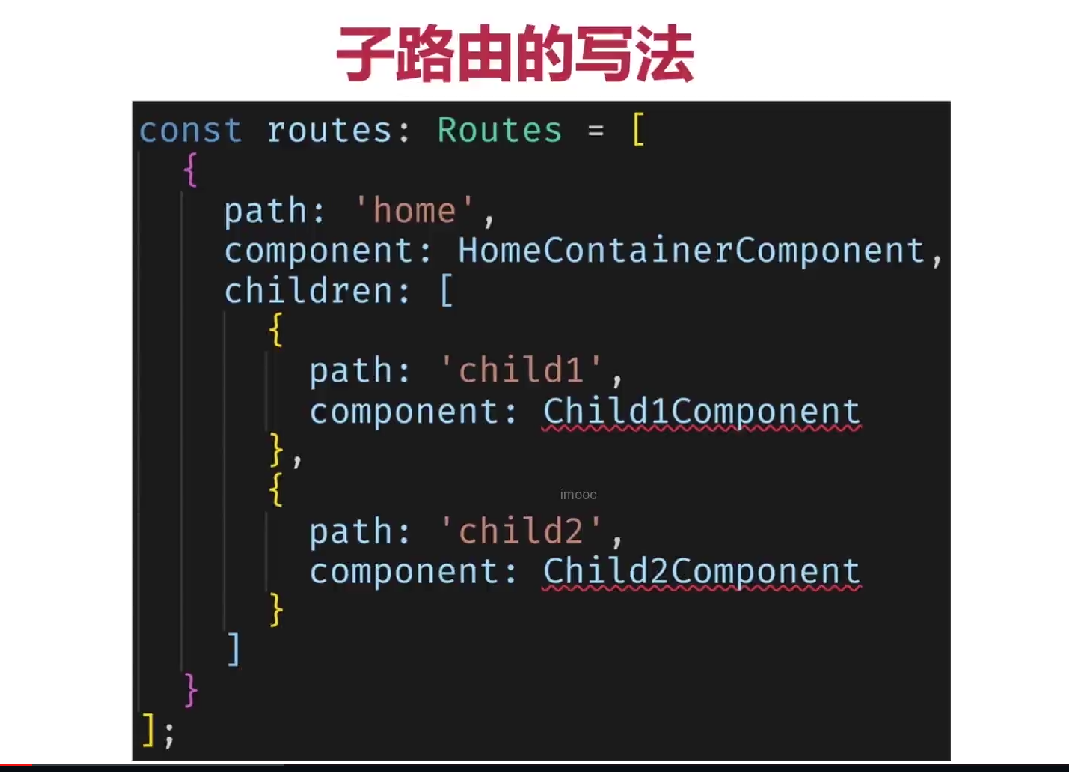 子路由的写法
const routes: Routes = [
{
path: 'home',
component: HomeContainerComponent,
children: [
{
path: 'child1',
component: Child1Component
},
{
imooc
path: 'child2',
component: Child2Component
}
]
}
];